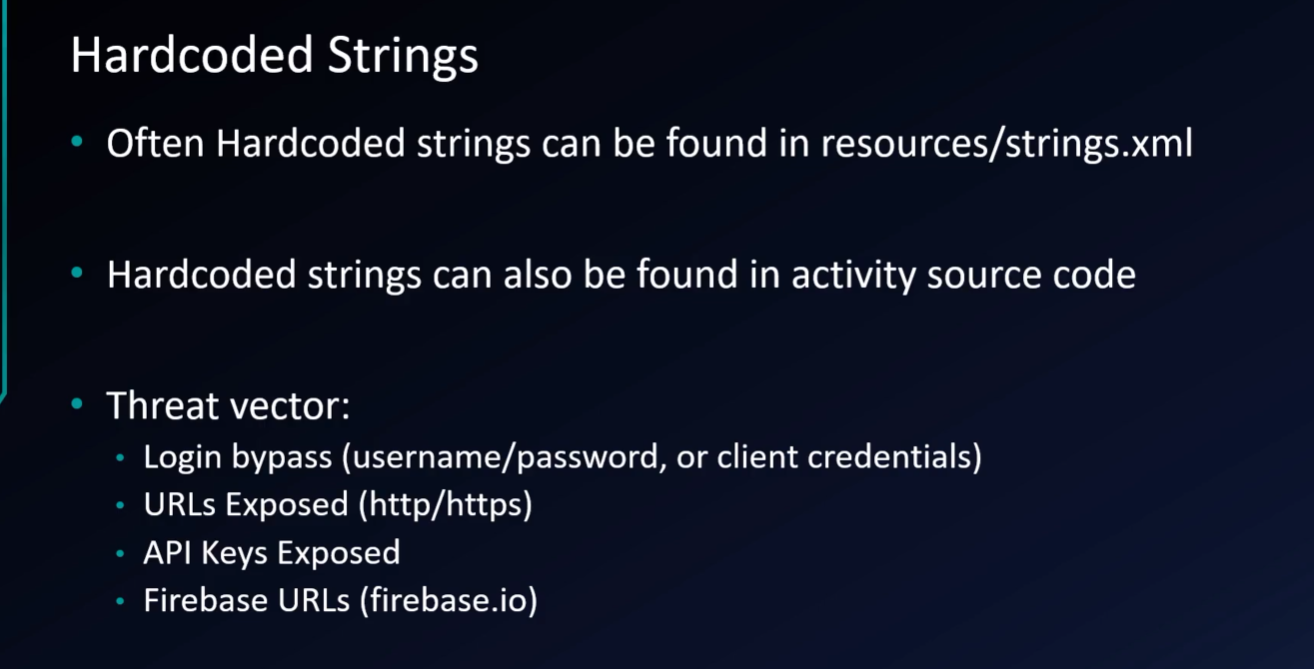 Hardcoded Strings
• Often Hardcoded strings can be found in resources/strings.xml
• Hardcoded strings can also be found in activity source code
• Threat vector:
• Login bypass (username/password, or client credentials)
• URLs Exposed (http/https)
• API Keys Exposed
• Firebase URLs (firebase.io)